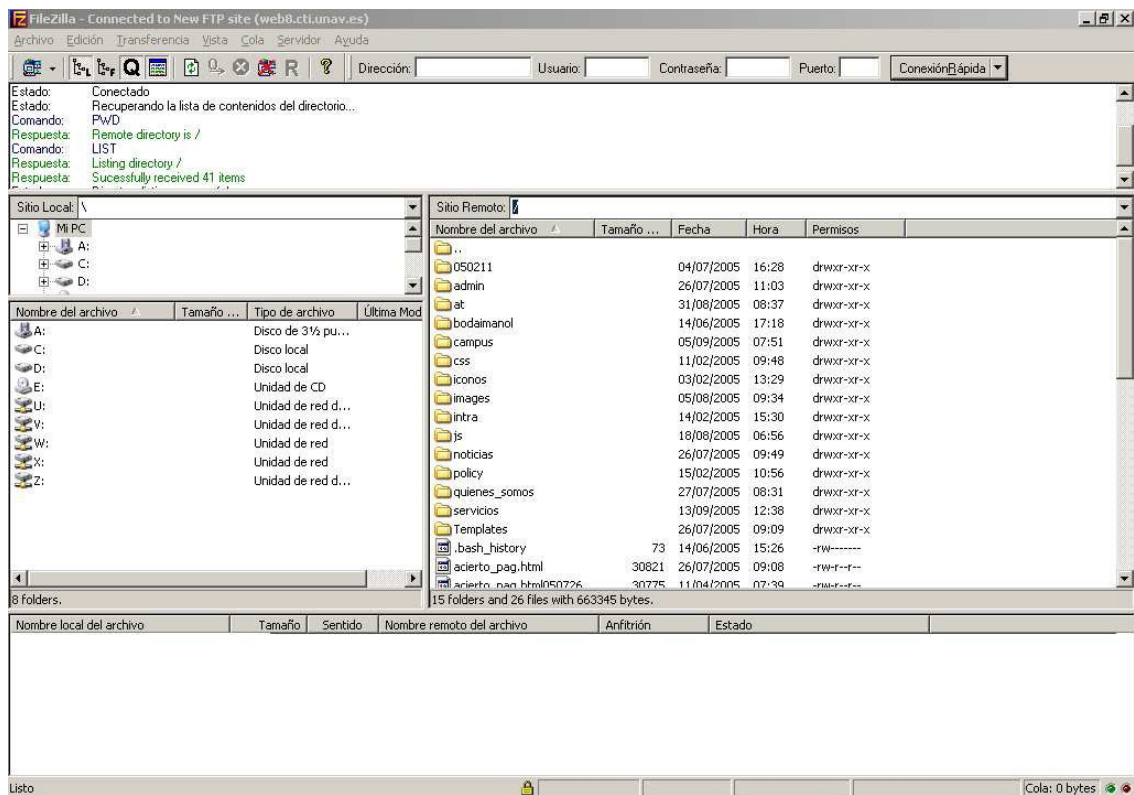 FileZilla - Connected to New FTP site (web8.cti.unav.es)
Archivo Edición Transferencia Vista Cola Servidor Ayuda
Dirección: Usuario: Contraseña: Puerto: ConexiónRápida
Estado: Conectado
Estado: Recuperando la lista de contenidos del directorio...
Comando: PWD
Respuesta: Remote directory is /
Comando: LIST
Respuesta: Listing directory /
Respuesta: Sucessfully received 41 items
Sitio Local: \
Mi PC
A:
C:
D:
Nombre del archivo Tamaño ... Tipo de archivo Última Mod
A: Disco de 3½ pu...
C: Disco local
D: Disco local
E: Unidad de CD
U: Unidad de red d...
V: Unidad de red d...
W: Unidad de red
X: Unidad de red
Z: Unidad de red d...
8 folders.
Sitio Remoto: /
Nombre del archivo Tamaño ... Fecha Hora Permisos
..
050211 04/07/2005 16:28 drwxr-xr-x
admin 26/07/2005 11:03 drwxr-xr-x
at 31/08/2005 08:37 drwxr-xr-x
bodaimanol 14/06/2005 17:18 drwxr-xr-x
campus 05/09/2005 07:51 drwxr-xr-x
css 11/02/2005 09:48 drwxr-xr-x
iconos 03/02/2005 13:29 drwxr-xr-x
images 05/08/2005 09:34 drwxr-xr-x
intra 14/02/2005 15:30 drwxr-xr-x
js 18/08/2005 06:56 drwxr-xr-x
noticias 26/07/2005 09:49 drwxr-xr-x
policy 15/02/2005 10:56 drwxr-xr-x
quienes_somos 27/07/2005 08:31 drwxr-xr-x
servicios 13/09/2005 12:38 drwxr-xr-x
Templates 26/07/2005 09:09 drwxr-xr-x
.bash_history 73 14/06/2005 15:26 -rw-------
acierto_pag.html 30821 26/07/2005 09:08 -rw-r--r--
acierto_pag.html050726 30775 11/04/2005 07:39 -rw-r--r--
15 folders and 26 files with 663345 bytes.
Nombre local del archivo Tamaño Sentido Nombre remoto del archivo Anfitrión Estado
Listo Cola: 0 bytes